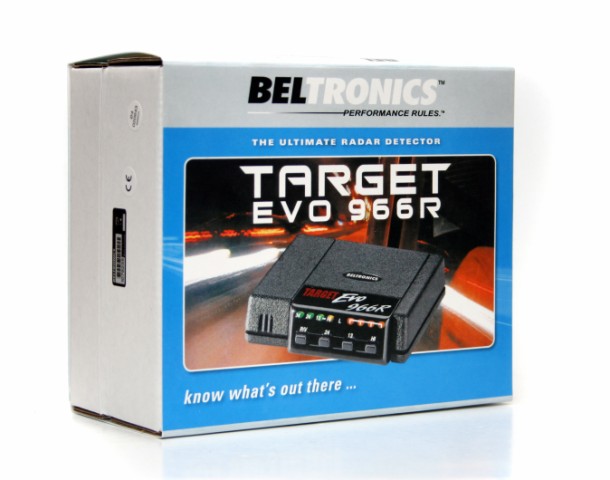 BELTRONICS™
PERFORMANCE RULES.™
THE ULTIMATE RADAR DETECTOR
TARGET
EVO 966R
BELTRONICS
TARGET Evo
966R
know what's out there ...
CE